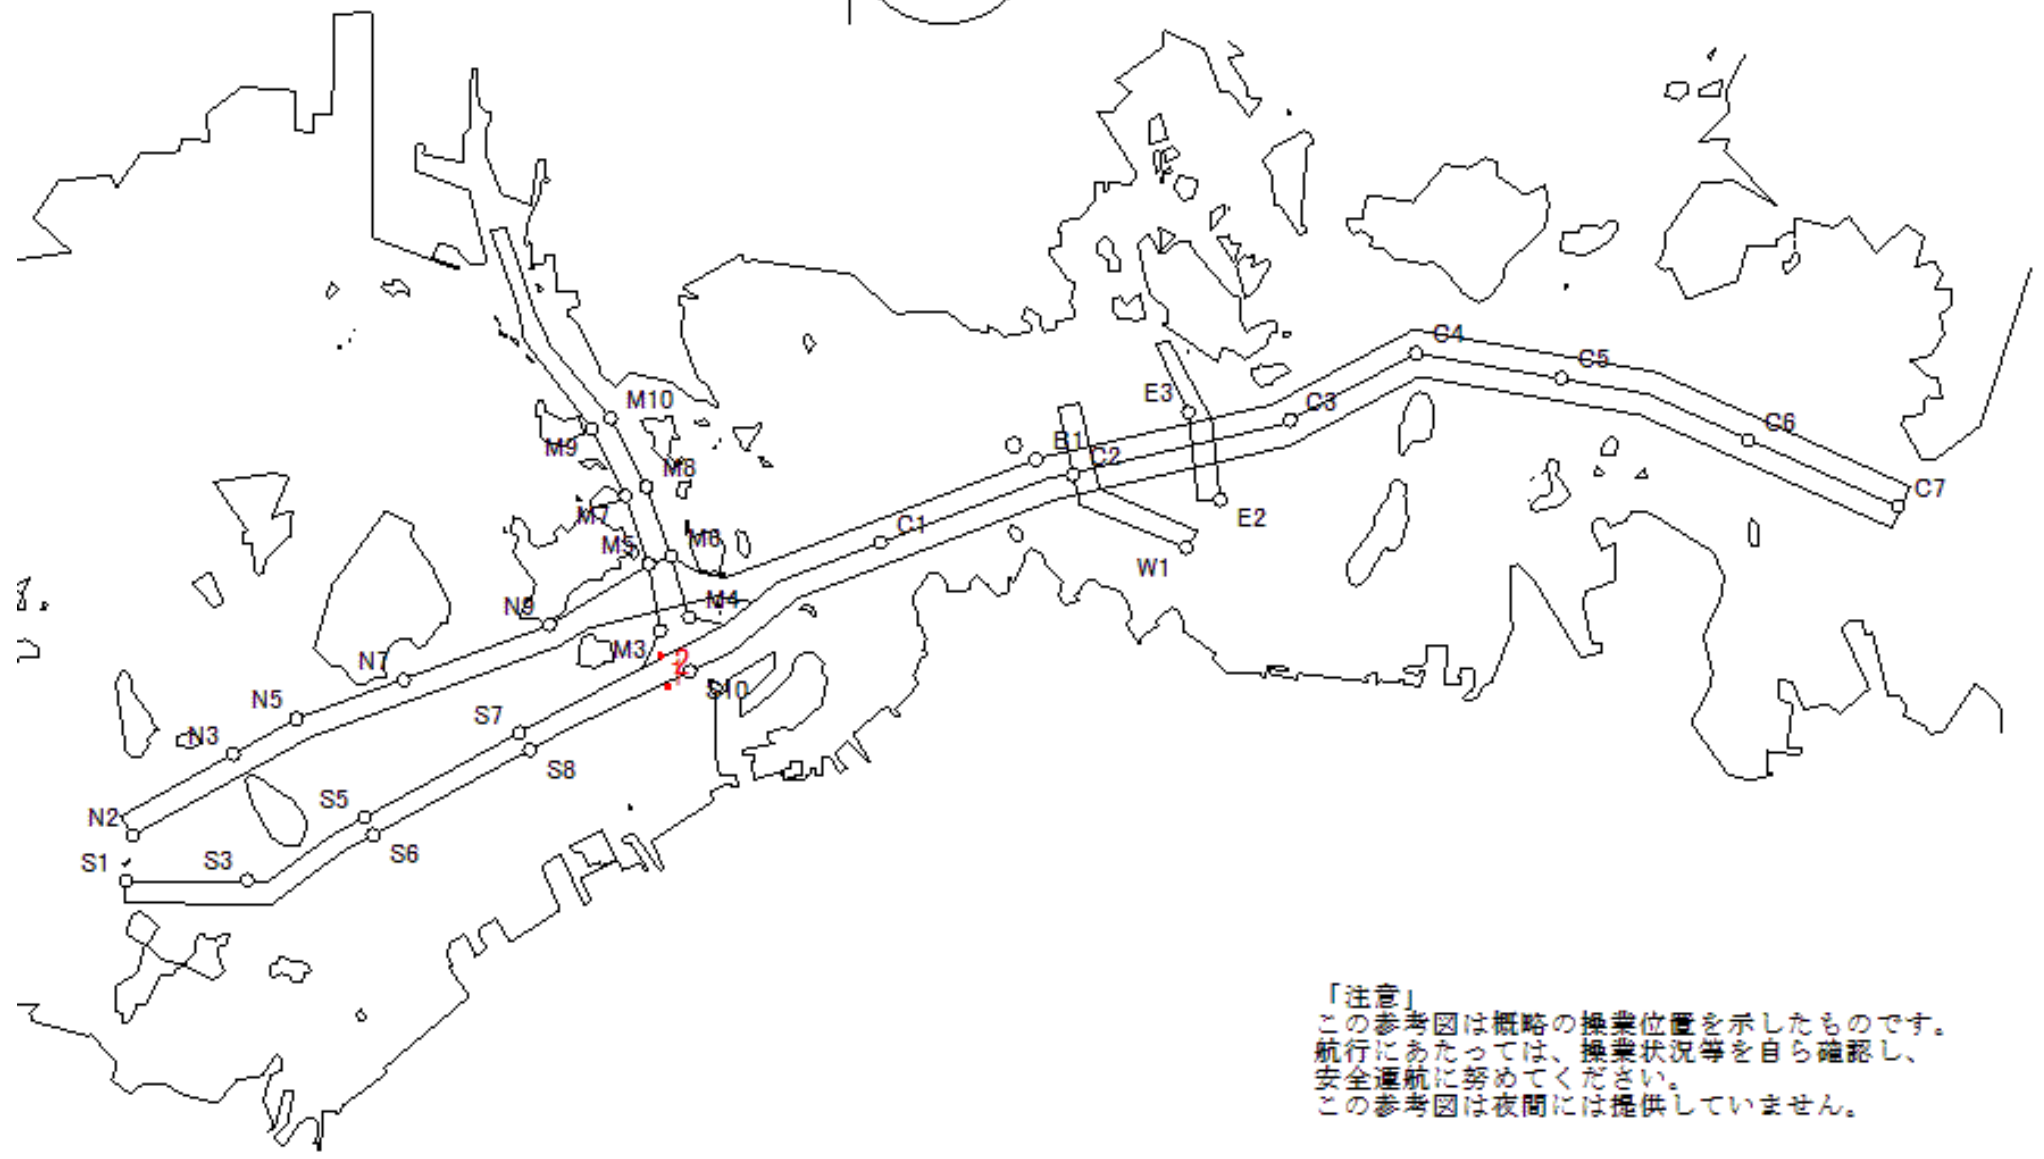 C4
C5
M10
E3
C3
C6
M9
B1
C2
M8
C7
M7
E2
C1
M5
M6
W1
N9
M4
M3
2
1
N7
S10
N5
S7
N3
S8
S5
N2
S6
S1
S3
「注意」
この参考図は概略の操業位置を示したものです。
航行にあたっては、操業状況等を自ら確認し、
安全運航に努めてください。
この参考図は夜間には提供していません。